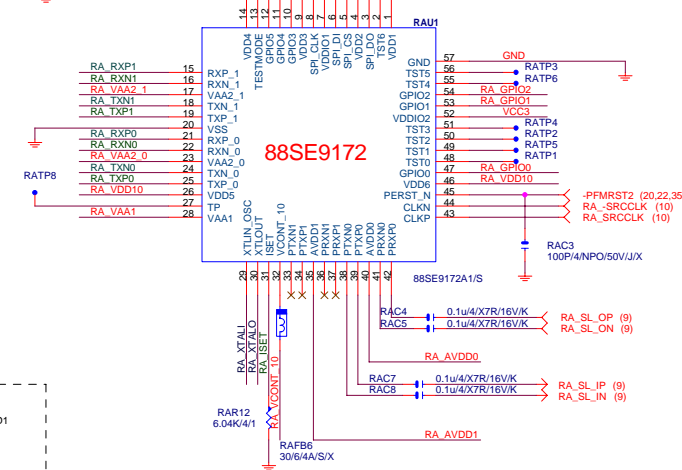 14 13 12 11 10 9 8 7 6 5 4 3 2 1
RAU1
VDD4
TESTMODE
GPIO5
GPIO4
GPIO3
VDD3
SPI_CLK
VDDIO1
SPI_DI
SPI_CS
VDD2
SPI_DO
TST6
VDD1
RA_RXP1 15 RXP_1
RA_RXN1 16 RXN_1
RA_VAA2_1 17 VAA2_1
RA_TXN1 18 TXN_1
RA_TXP1 19 TXP_1
20 VSS
RA_RXP0 21 RXP_0
RA_RXN0 22 RXN_0
RA_VAA2_0 23 VAA2_0
RA_TXN0 24 TXN_0
RA_TXP0 25 TXP_0
RA_VDD10 26 VDD5
27 TP
RA_VAA1 28 VAA1
RATP8
88SE9172
GND 57 GND
TST5 56 RATP3
TST4 55 RATP6
GPIO2 54 RA_GPIO2
GPIO1 53 RA_GPIO1
VDDIO2 52 VCC3
TST3 51 RATP4
TST2 50 RATP2
TST1 49 RATP5
TST0 48 RATP1
GPIO0 47 RA_GPIO0
VDD6 46 RA_VDD10
PERST_N 45 -PFMRST2 (20,22,35
CLKN 44 RA_-SRCCLK (10)
CLKP 43 RA_SRCCLK (10)
RAC3
100P/4/NPO/50V/J/X
XTLIN_OSC
XTLOUT
ISET
VCONT_10
PTXN1
PTXP1
AVDD1
PRXN1
PRXP1
PTXN0
PTXP0
AVDD0
PRXN0
PRXP0
88SE9172A1/S
29 30 31 32 33 34 35 36 37 38 39 40 41 42
RA_XTALI
RA_XTALO
RA_ISET
RA_VCONT_10
RAC4 0.1u/4/X7R/16V/K RA_SL_OP (9)
RAC5 0.1u/4/X7R/16V/K RA_SL_ON (9)
RA_AVDD0
RAC7 0.1u/4/X7R/16V/K RA_SL_IP (9)
RAC8 0.1u/4/X7R/16V/K RA_SL_IN (9)
RAR12
6.04K/4/1
RA_AVDD1
RAFB6
30/6/4A/S/X